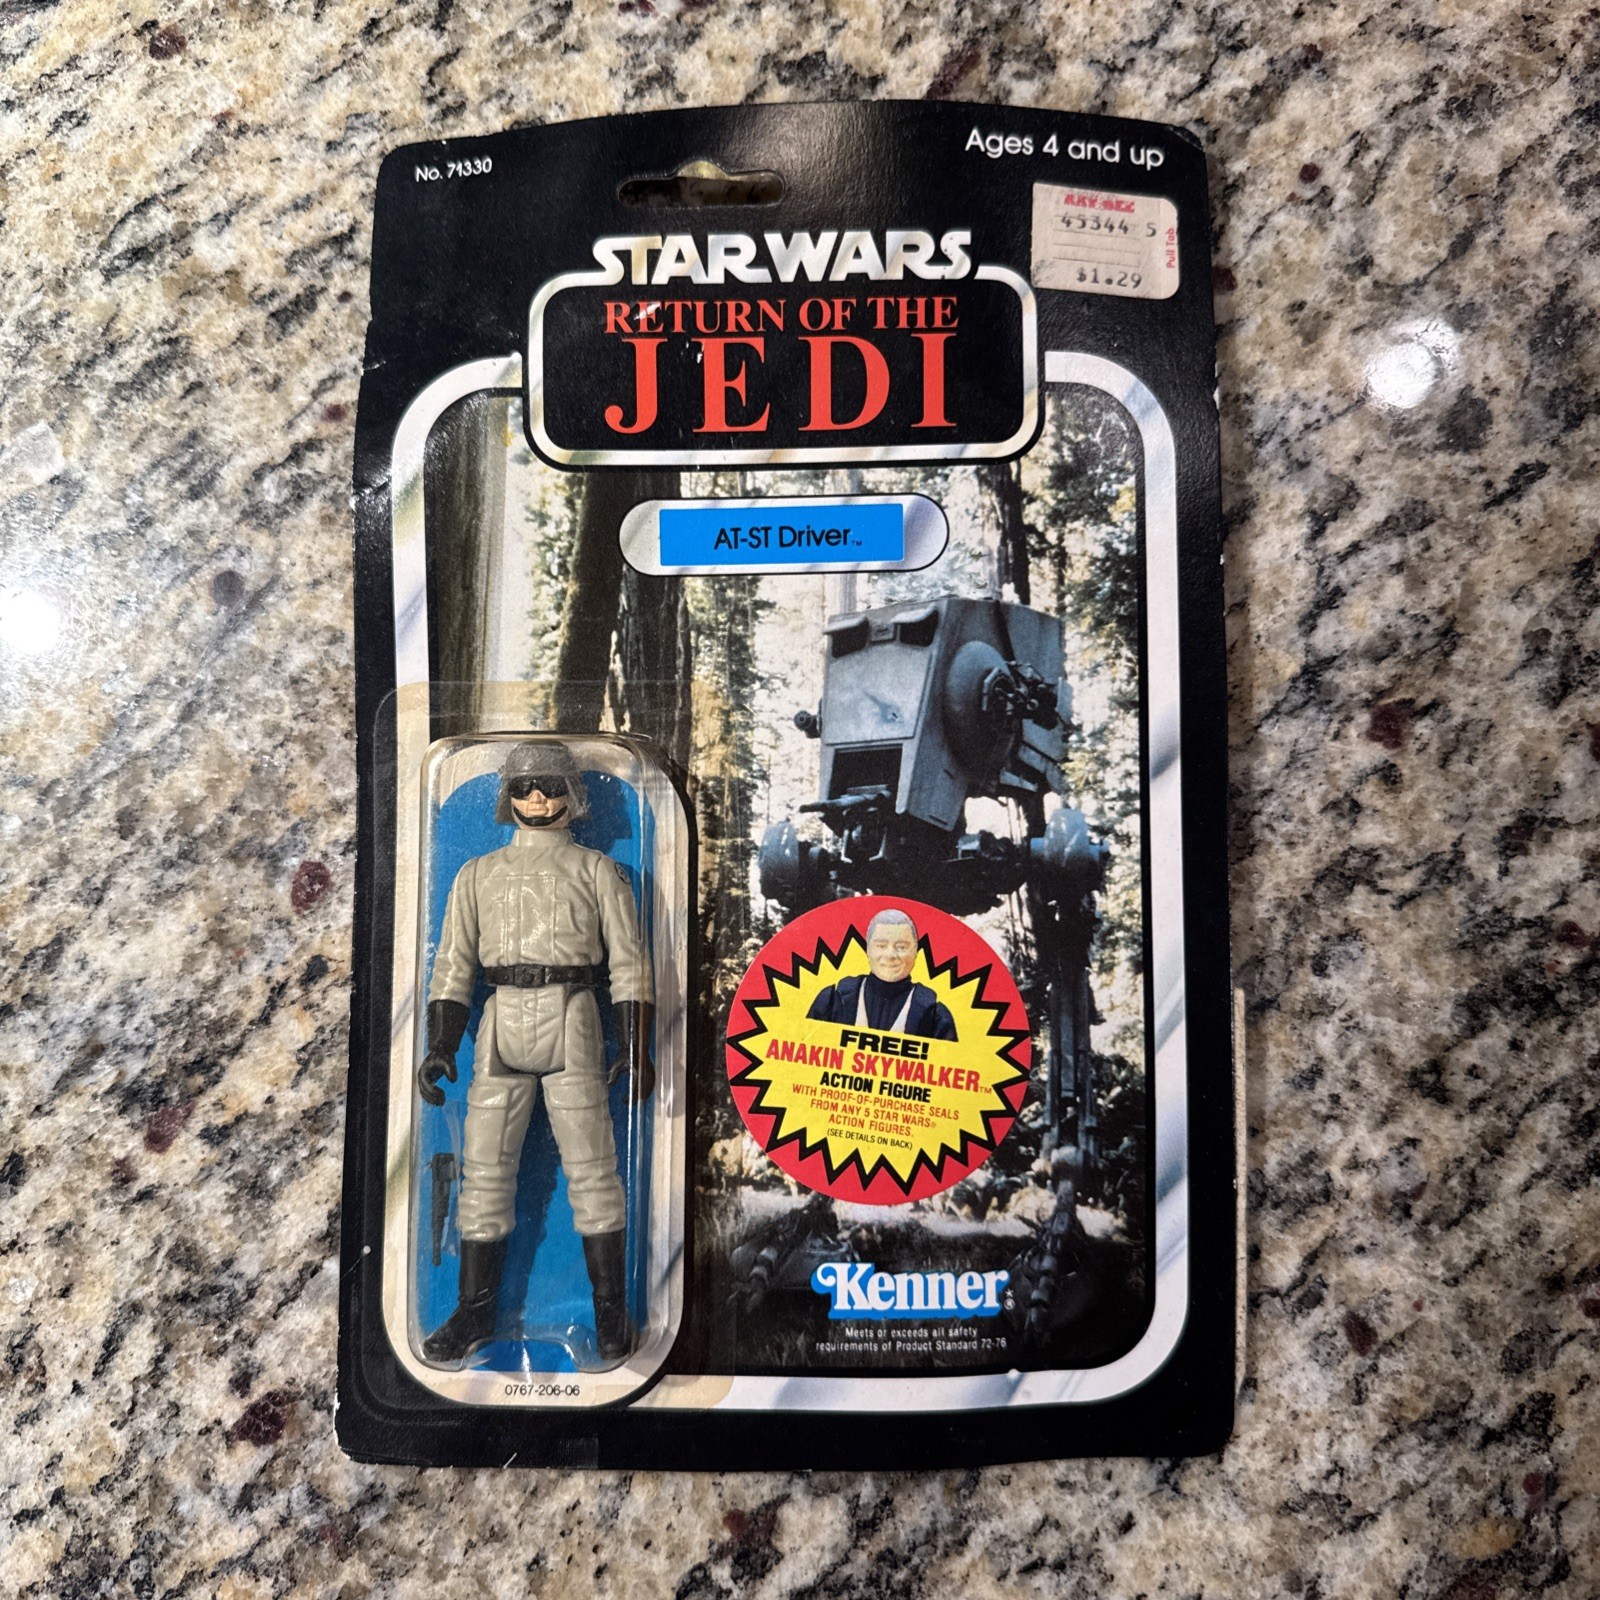 No. 71330
Ages 4 and up
KAY·BEE
45344 5
Pull Tab
$1.29
STAR WARS
RETURN OF THE
JEDI
AT-ST Driver™
FREE!
ANAKIN SKYWALKER™
ACTION FIGURE
WITH PROOF-OF-PURCHASE SEALS
FROM ANY 5 STAR WARS®
ACTION FIGURES.
(SEE DETAILS ON BACK)
Kenner®
Meets or exceeds all safety
requirements of Product Standard 72-76
0767-206-06